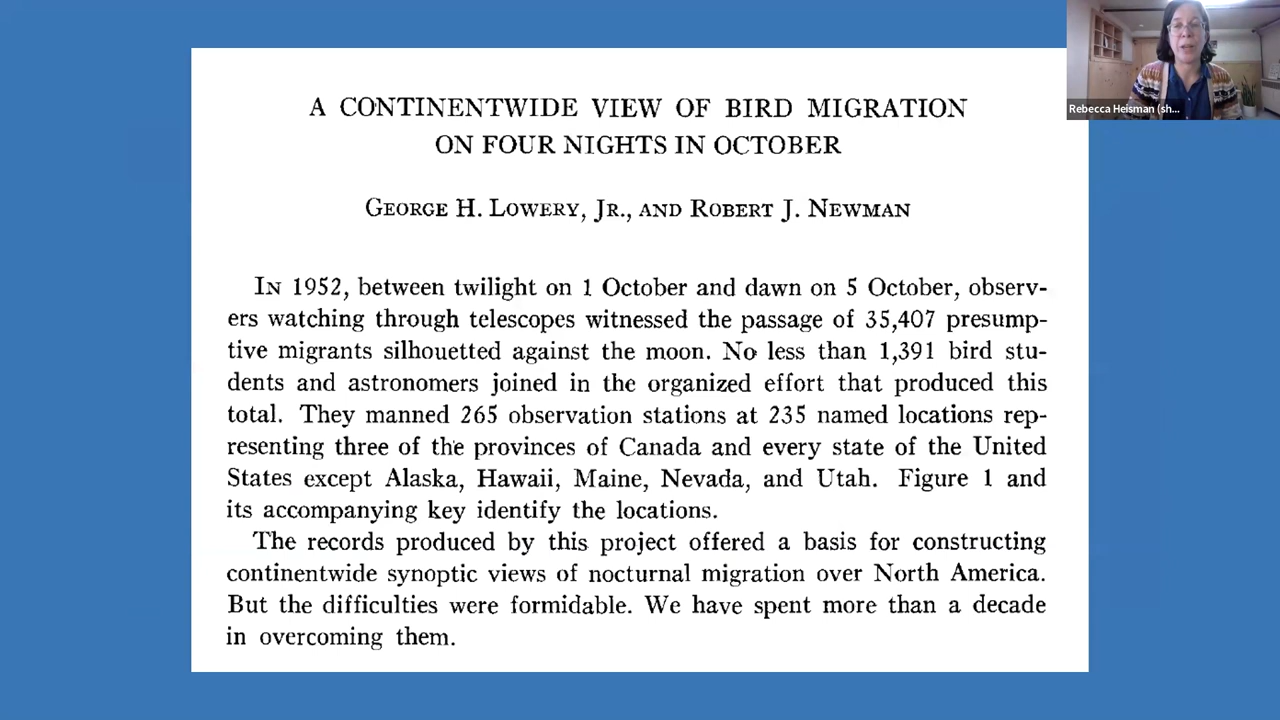 A CONTINENTWIDE VIEW OF BIRD MIGRATION
ON FOUR NIGHTS IN OCTOBER
GEORGE H. LOWERY, JR., AND ROBERT J. NEWMAN
IN 1952, between twilight on 1 October and dawn on 5 October, observ-
ers watching through telescopes witnessed the passage of 35,407 presump-
tive migrants silhouetted against the moon. No less than 1,391 bird stu-
dents and astronomers joined in the organized effort that produced this
total. They manned 265 observation stations at 235 named locations rep-
resenting three of the provinces of Canada and every state of the United
States except Alaska, Hawaii, Maine, Nevada, and Utah. Figure 1 and
its accompanying key identify the locations.
The records produced by this project offered a basis for constructing
continentwide synoptic views of nocturnal migration over North America.
But the difficulties were formidable. We have spent more than a decade
in overcoming them.
Rebecca Heisman (sh...